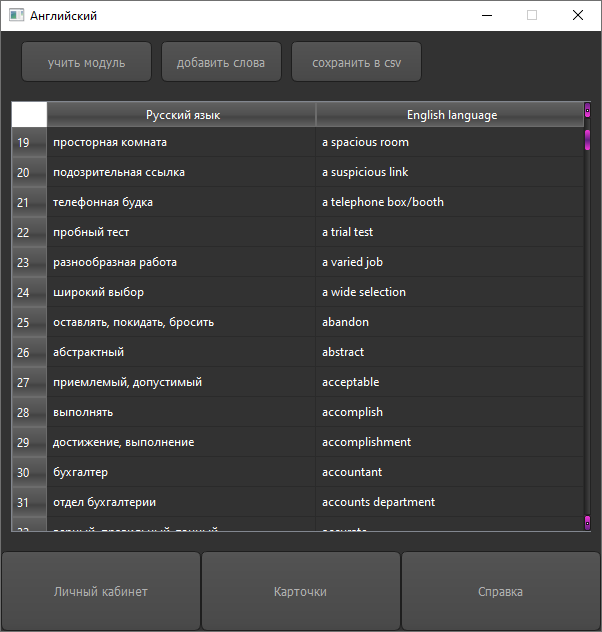 Английский
учить модуль добавить слова сохранить в csv
Русский язык English language
19 просторная комната a spacious room
20 подозрительная ссылка a suspicious link
21 телефонная будка a telephone box/booth
22 пробный тест a trial test
23 разнообразная работа a varied job
24 широкий выбор a wide selection
25 оставлять, покидать, бросить abandon
26 абстрактный abstract
27 приемлемый, допустимый acceptable
28 выполнять accomplish
29 достижение, выполнение accomplishment
30 бухгалтер accountant
31 отдел бухгалтерии accounts department
Личный кабинет Карточки Справка